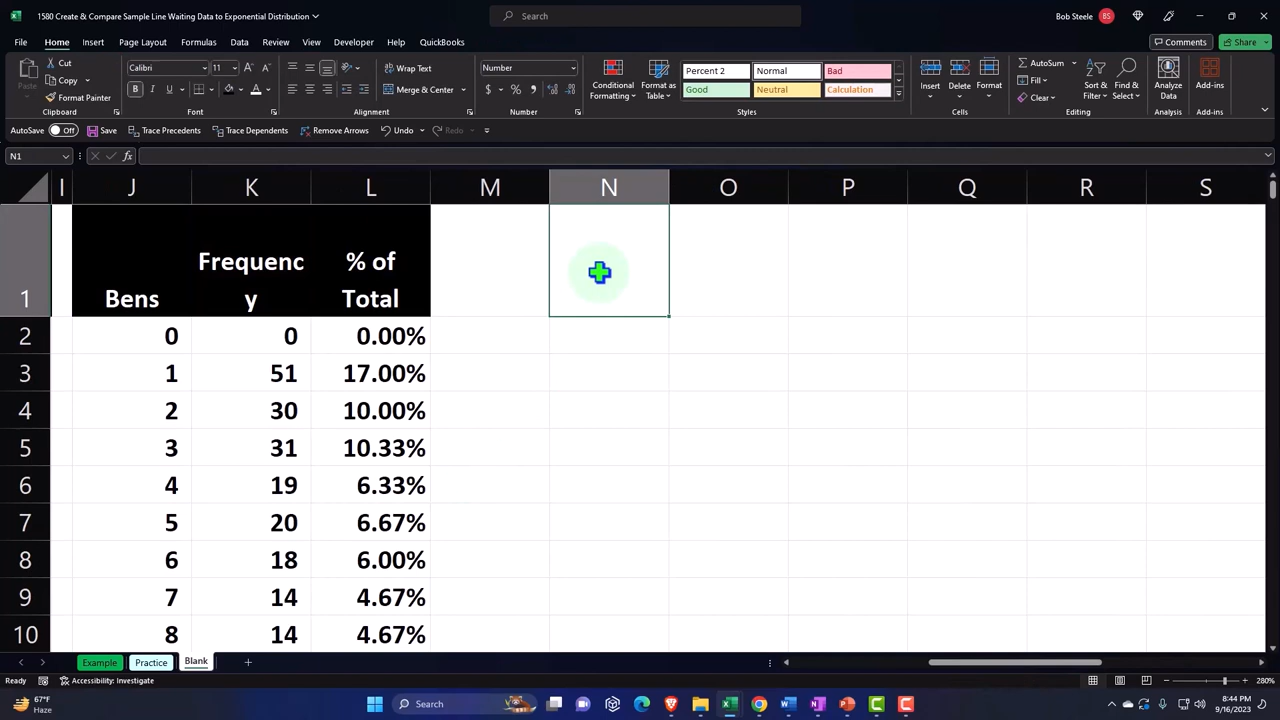 1580 Create & Compare Sample Line Waiting Data to Exponential Distribution
Search
Bob Steele
BS
File Home Insert Page Layout Formulas Data Review View Developer Help QuickBooks
Comments
Share
Cut
Copy
Format Painter
Clipboard
Calibri
11
Font
Wrap Text
Merge & Center
Alignment
Number
Number
Conditional Formatting
Format as Table
Percent 2
Normal
Bad
Good
Neutral
Calculation
Styles
Insert
Delete
Format
Cells
AutoSum
Fill
Clear
Sort & Filter
Find & Select
Editing
Analyze Data
Analysis
Add-ins
Add-ins
AutoSave Off
Save
Trace Precedents
Trace Dependents
Remove Arrows
Undo
Redo
N1
fx
I J K L M N O P Q R S
1 Bens Frequenc y % of Total
2 0 0 0.00%
3 1 51 17.00%
4 2 30 10.00%
5 3 31 10.33%
6 4 19 6.33%
7 5 20 6.67%
8 6 18 6.00%
9 7 14 4.67%
10 8 14 4.67%
Example Practice Blank
Ready
Accessibility: Investigate
280%
67°F
Haze
Search
8:44 PM
9/16/2023